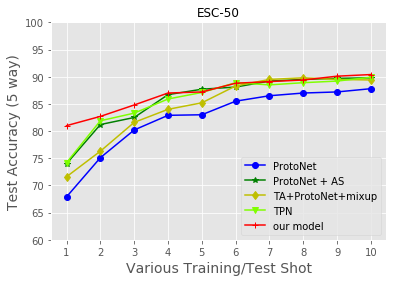 ESC-50
Test Accuracy (5 way)
100
95
90
85
80
75
70
65
60
ProtoNet
ProtoNet + AS
TA+ProtoNet+mixup
TPN
our model
1 2 3 4 5 6 7 8 9 10
Various Training/Test Shot